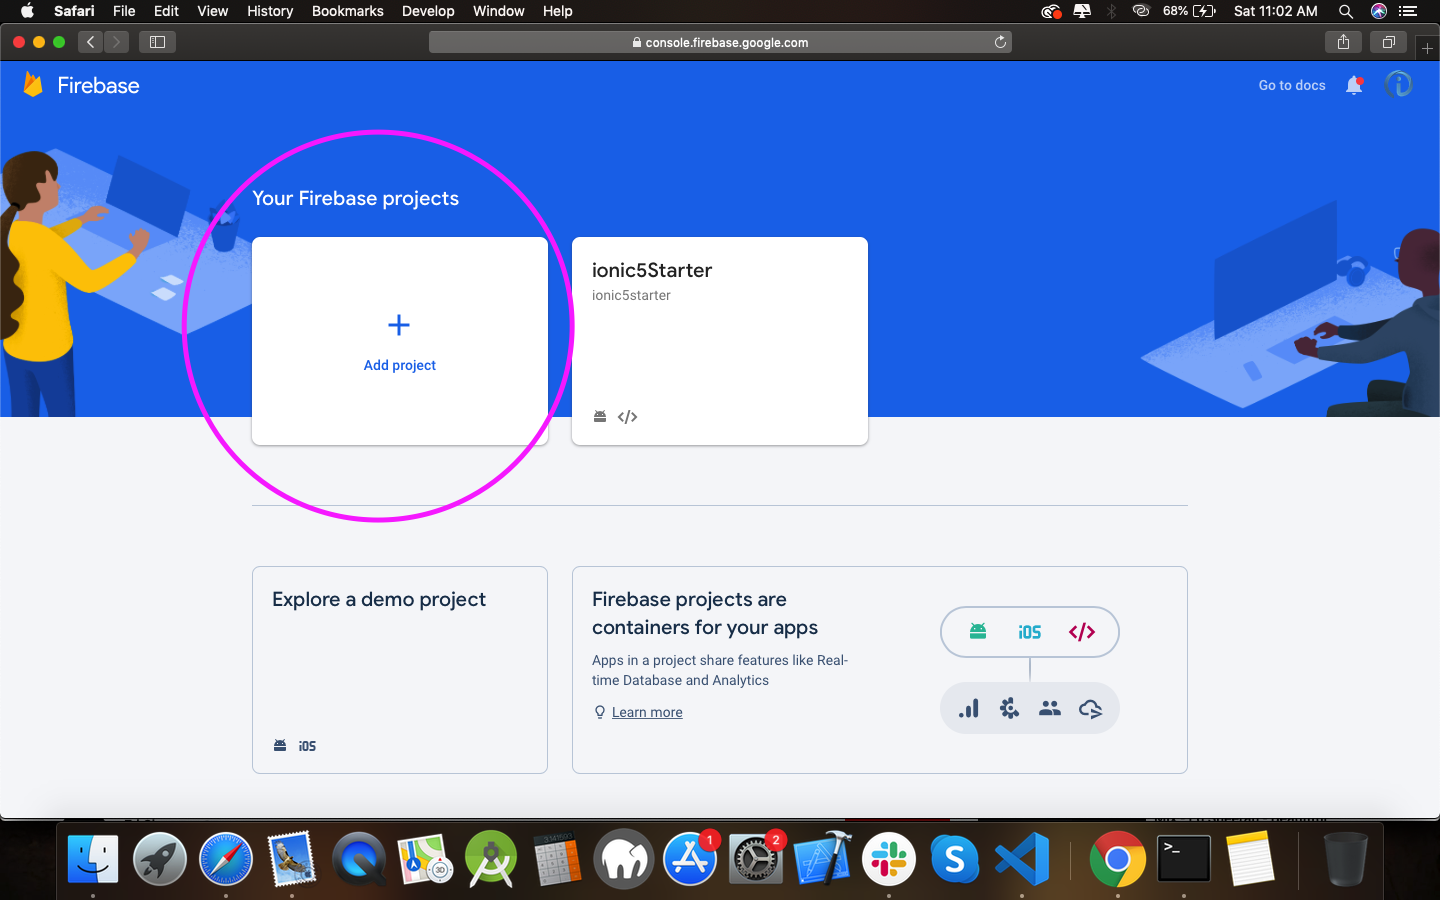 Safari File Edit View History Bookmarks Develop Window Help 68% Sat 11:02 AM
console.firebase.google.com
Firebase
Go to docs
Your Firebase projects
Add project
ionic5Starter
ionic5starter
</>
Explore a demo project
iOS
Firebase projects are
containers for your apps
Apps in a project share features like Real-
time Database and Analytics
Learn more
iOS </>
3D
1
2
S
>_